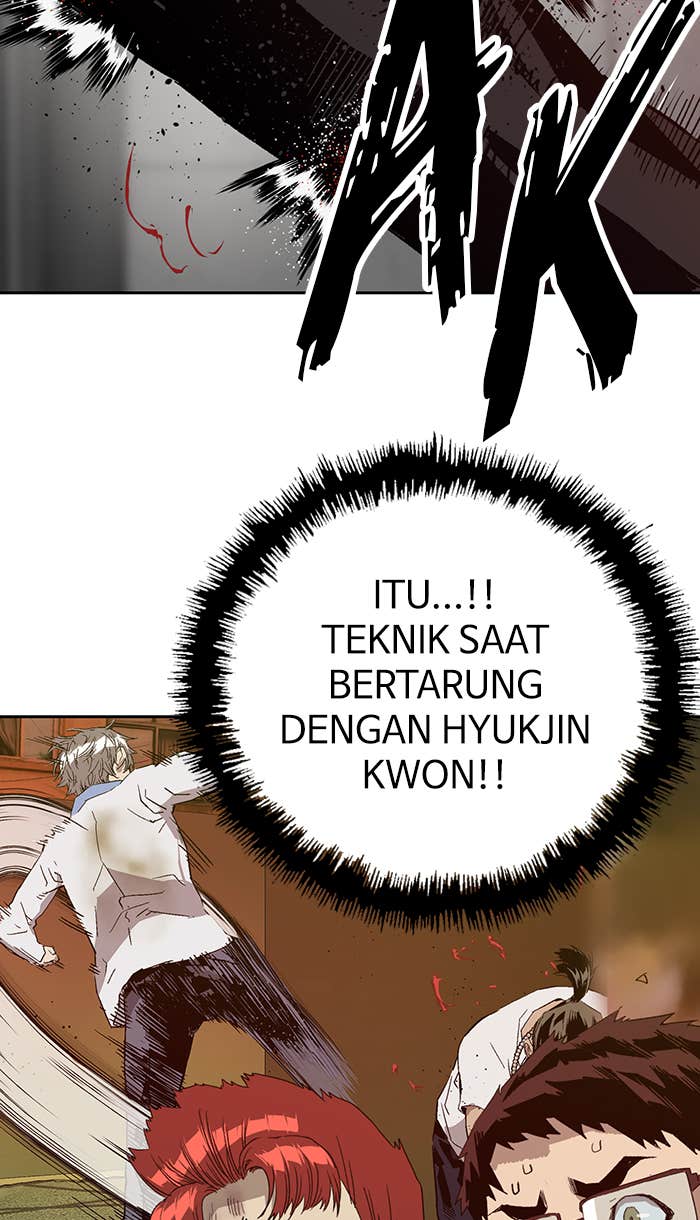 AK
ITU...!!
TEKNIK SAAT
BERTARUNG
DENGAN HYUKJIN
KWON!!